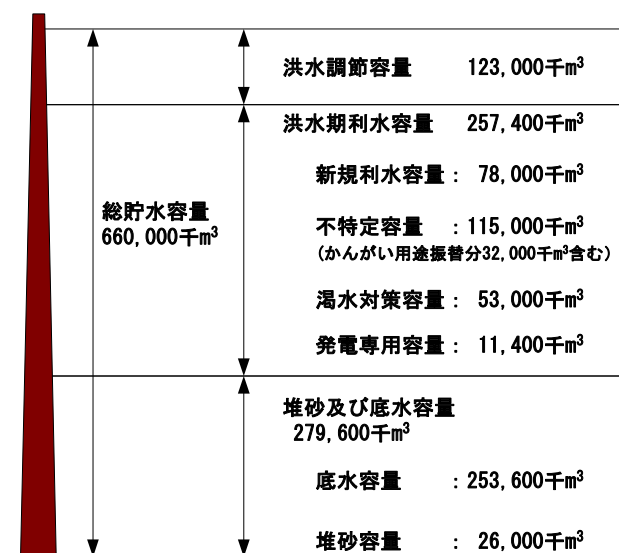 洪水調節容量 123,000千m³
洪水期利水容量 257,400千m³
新規利水容量： 78,000千m³
総貯水容量
660,000千m³
不特定容量 ：115,000千m³
(かんがい用途振替分32,000千m³含む)
渇水対策容量： 53,000千m³
発電専用容量： 11,400千m³
堆砂及び底水容量
279,600千m³
底水容量 ：253,600千m³
堆砂容量 ： 26,000千m³